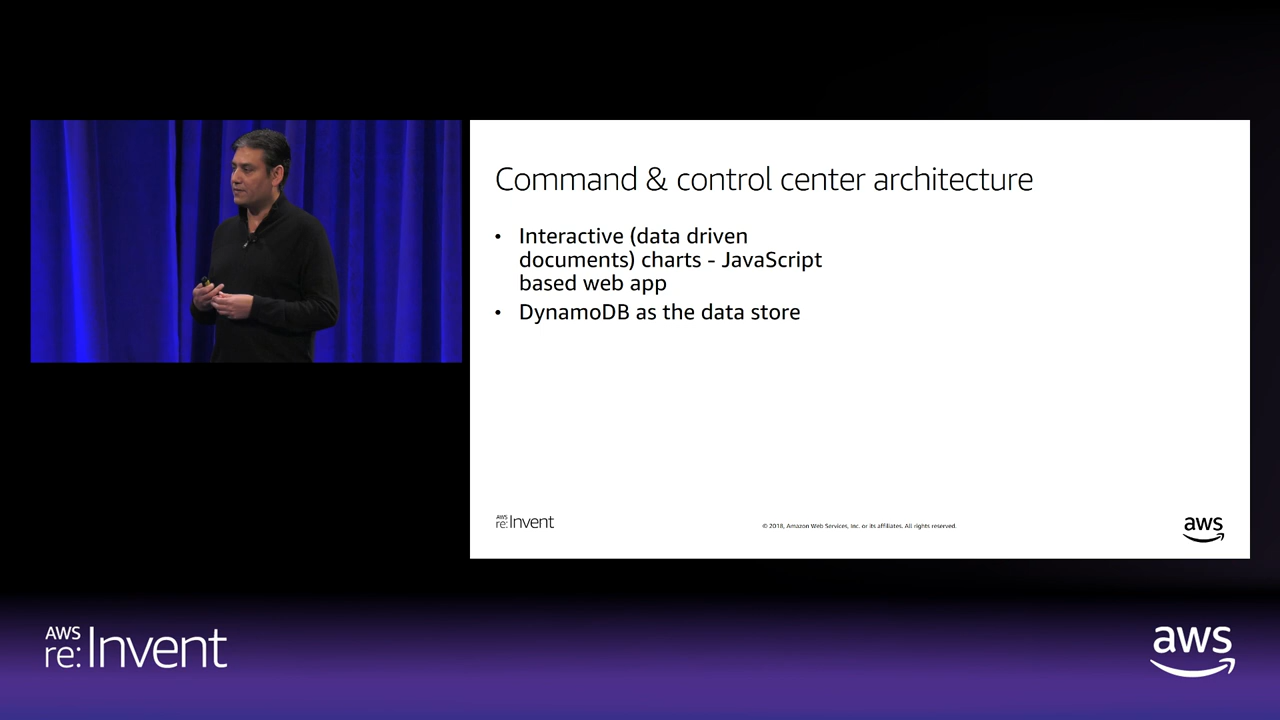 Command & control center architecture
• Interactive (data driven
documents) charts - JavaScript
based web app
• DynamoDB as the data store
AWS
re:Invent
© 2018, Amazon Web Services, Inc. or its affiliates. All rights reserved.
aws
AWS
re:Invent
aws